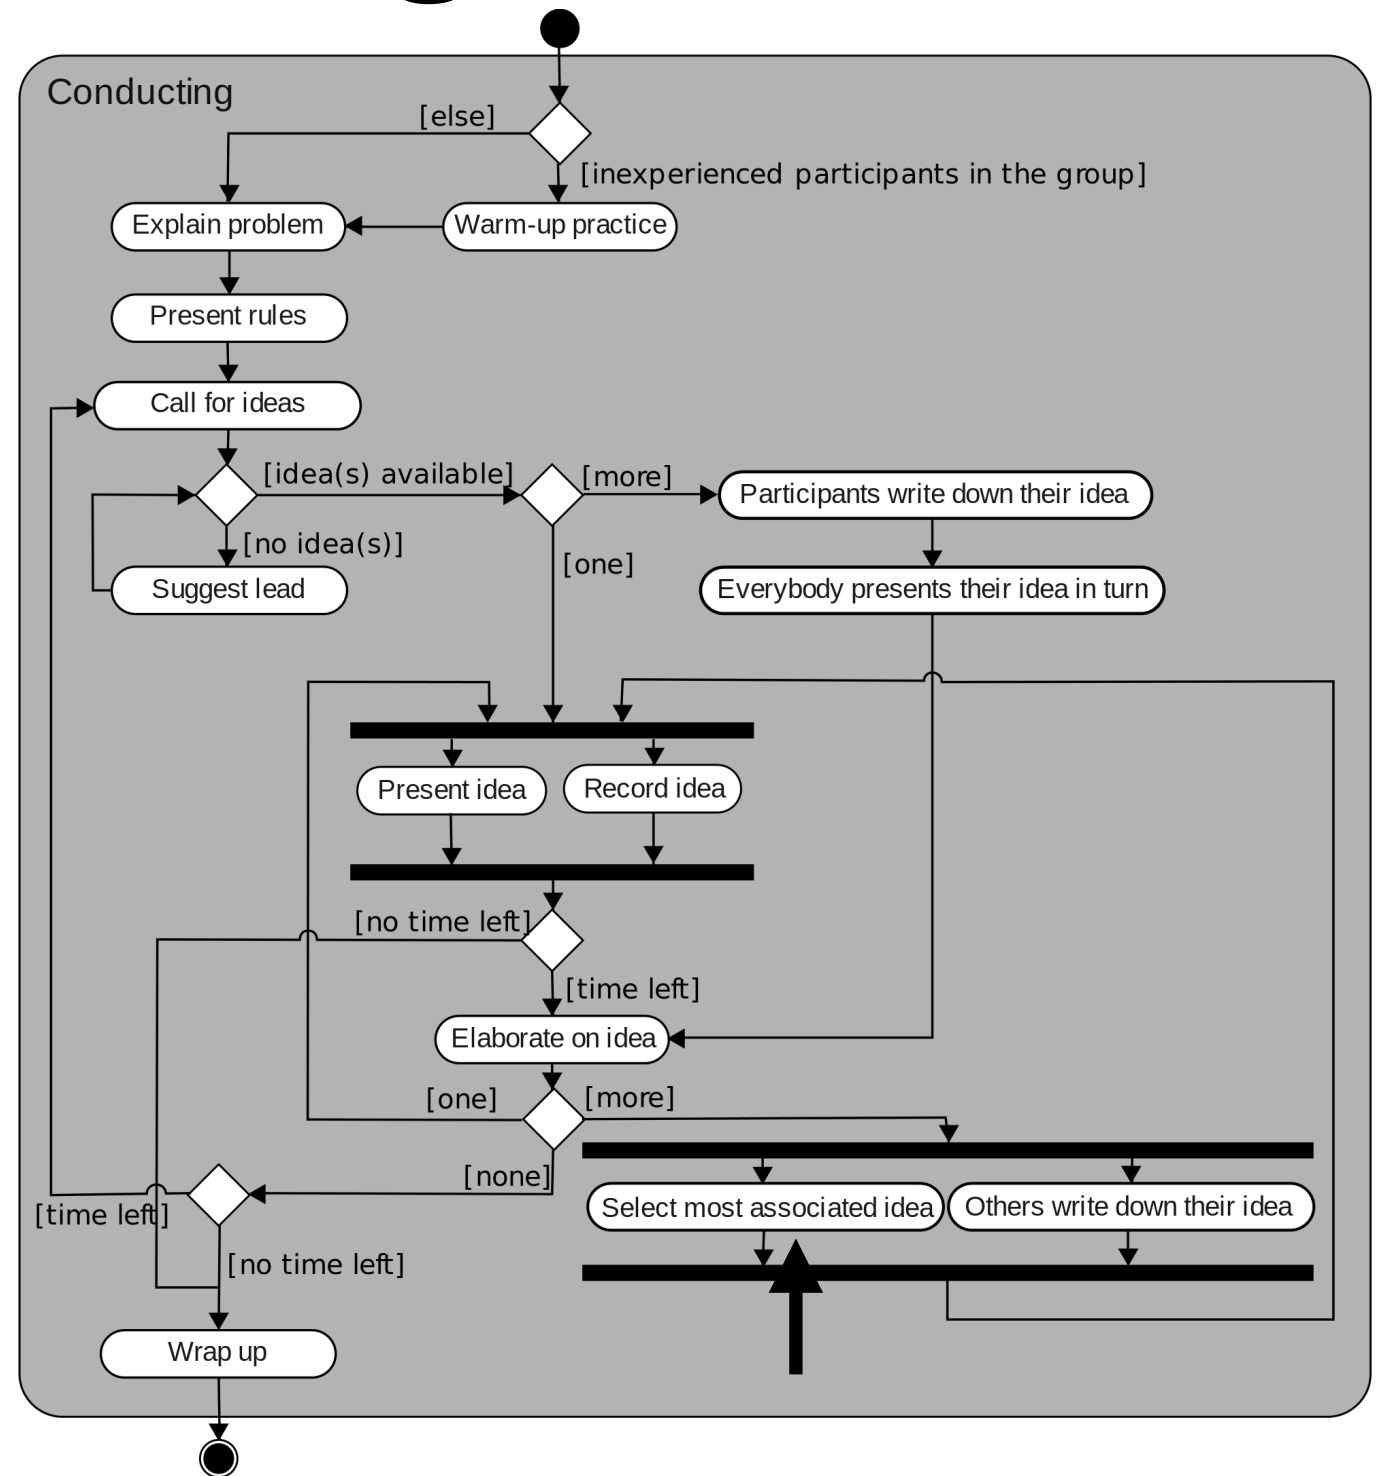 Conducting
[else]
[inexperienced participants in the group]
Explain problem
Warm-up practice
Present rules
Call for ideas
[idea(s) available]
[more]
Participants write down their idea
[no idea(s)]
[one]
Suggest lead
Everybody presents their idea in turn
Present idea
Record idea
[no time left]
[time left]
Elaborate on idea
[one]
[more]
[none]
Select most associated idea
Others write down their idea
[time left]
[no time left]
Wrap up